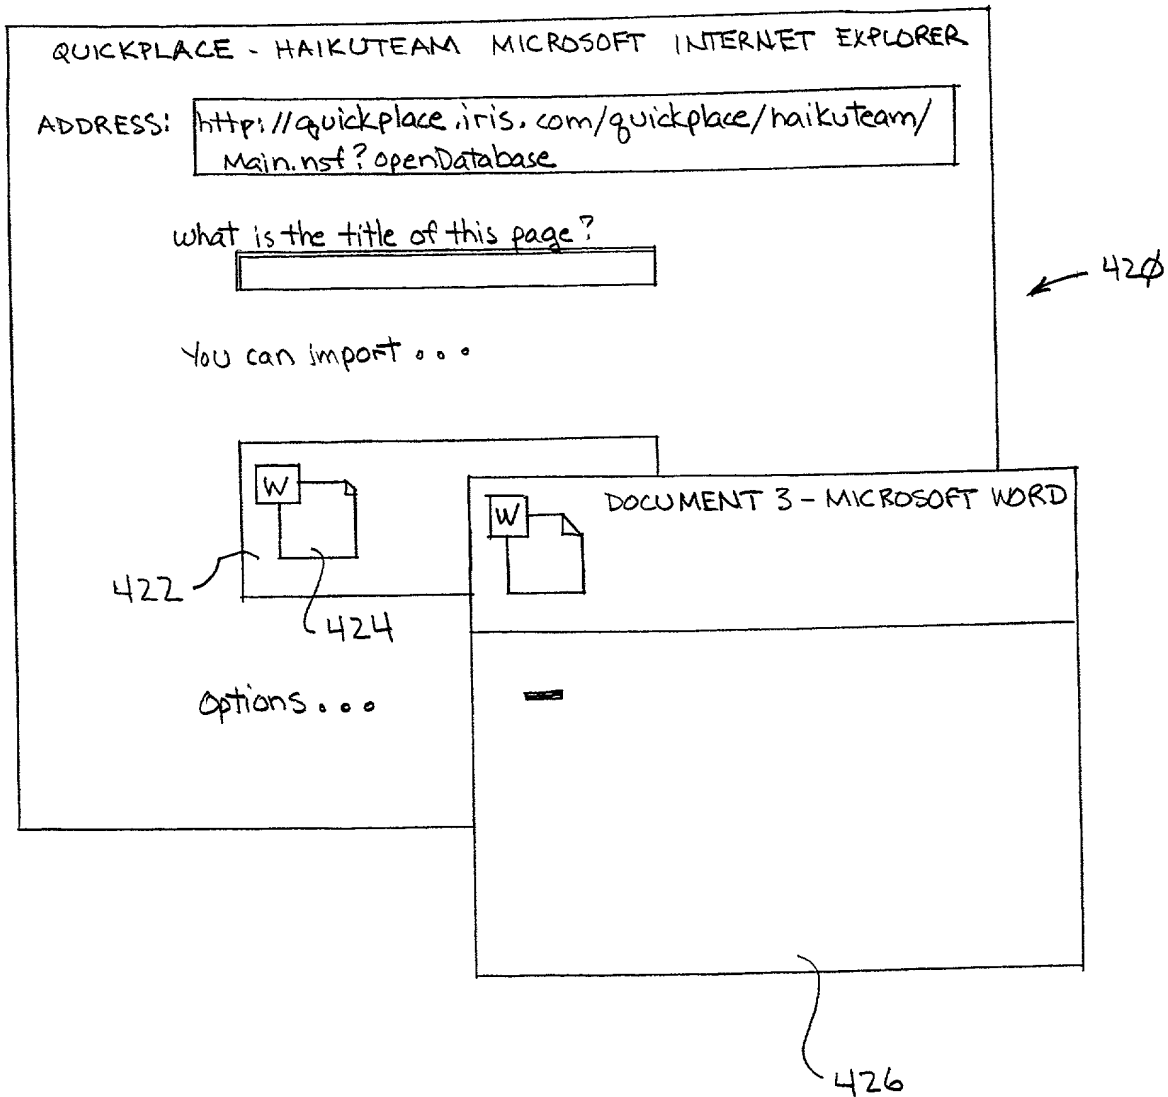 QUICKPLACE - HAIKUTEAM MICROSOFT INTERNET EXPLORER
ADDRESS: http://quickplace.iris.com/quickplace/haikuteam/
Main.nsf?openDatabase
What is the title of this page?
420
You can import...
W
W DOCUMENT 3 - MICROSOFT WORD
422
424
Options...
426